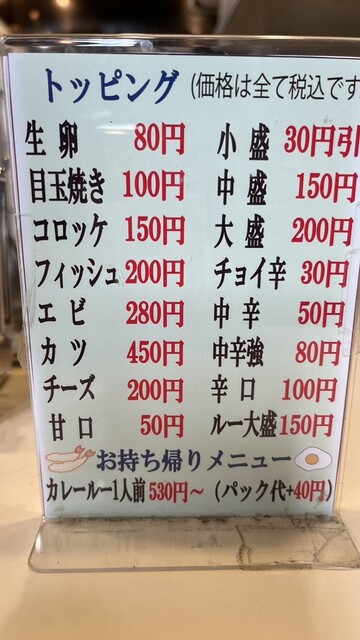 トッピング (価格は全て税込です
生卵 80円 小盛 30円引
目玉焼き 100円 中盛 150円
コロッケ 150円 大盛 200円
フィッシュ 200円 チョイ辛 30円
エビ 280円 中辛 50円
カツ 450円 中辛強 80円
チーズ 200円 辛口 100円
甘口 50円 ルー大盛 150円
お持ち帰りメニュー
カレールー1人前 530円〜 (パック代+40円)